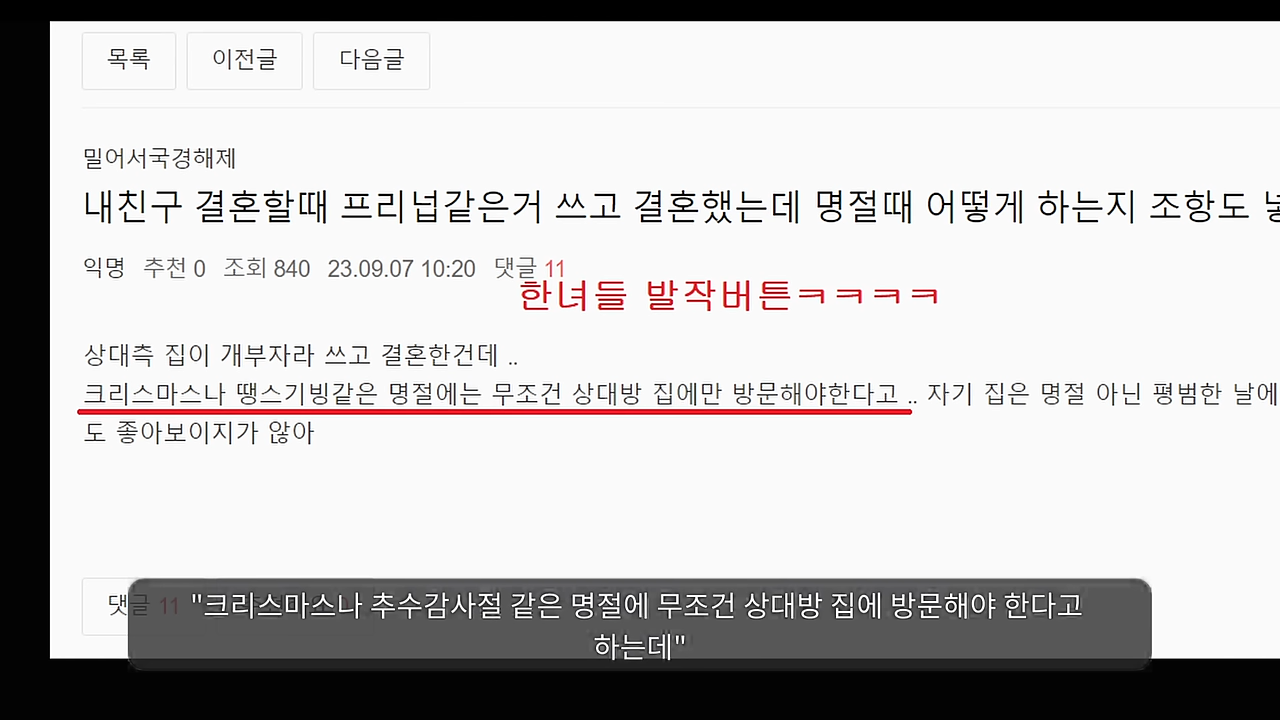 목록 이전글 다음글
밀어서국경해제
내친구 결혼할때 프리넙같은거 쓰고 결혼했는데 명절때 어떻게 하는지 조항도
익명 추천 0 조회 840 23.09.07 10:20 댓글 11
한녀들 발작버튼ㅋㅋㅋㅋ
상대측 집이 개부자라 쓰고 결혼한건데 ..
크리스마스나 땡스기빙같은 명절에는 무조건 상대방 집에만 방문해야한다고 .. 자기 집은 명절 아닌 평범한 날에
도 좋아보이지가 않아
댓글 11
"크리스마스나 추수감사절 같은 명절에 무조건 상대방 집에 방문해야 한다고
하는데"